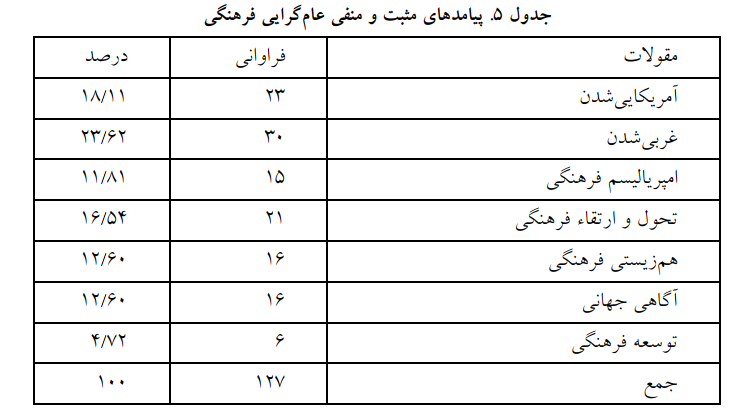 جدول ۵. پیامدهای مثبت و منفی عام‌گرایی فرهنگی
مقولات فراوانی درصد
آمریکایی‌شدن ۲۳ ۱۸/۱۱
غربی‌شدن ۳۰ ۲۳/۶۲
امپریالیسم فرهنگی ۱۵ ۱۱/۸۱
تحول و ارتقاء فرهنگی ۲۱ ۱۶/۵۴
هم‌زیستی فرهنگی ۱۶ ۱۲/۶۰
آگاهی جهانی ۱۶ ۱۲/۶۰
توسعه فرهنگی ۶ ۴/۷۲
جمع ۱۲۷ ۱۰۰